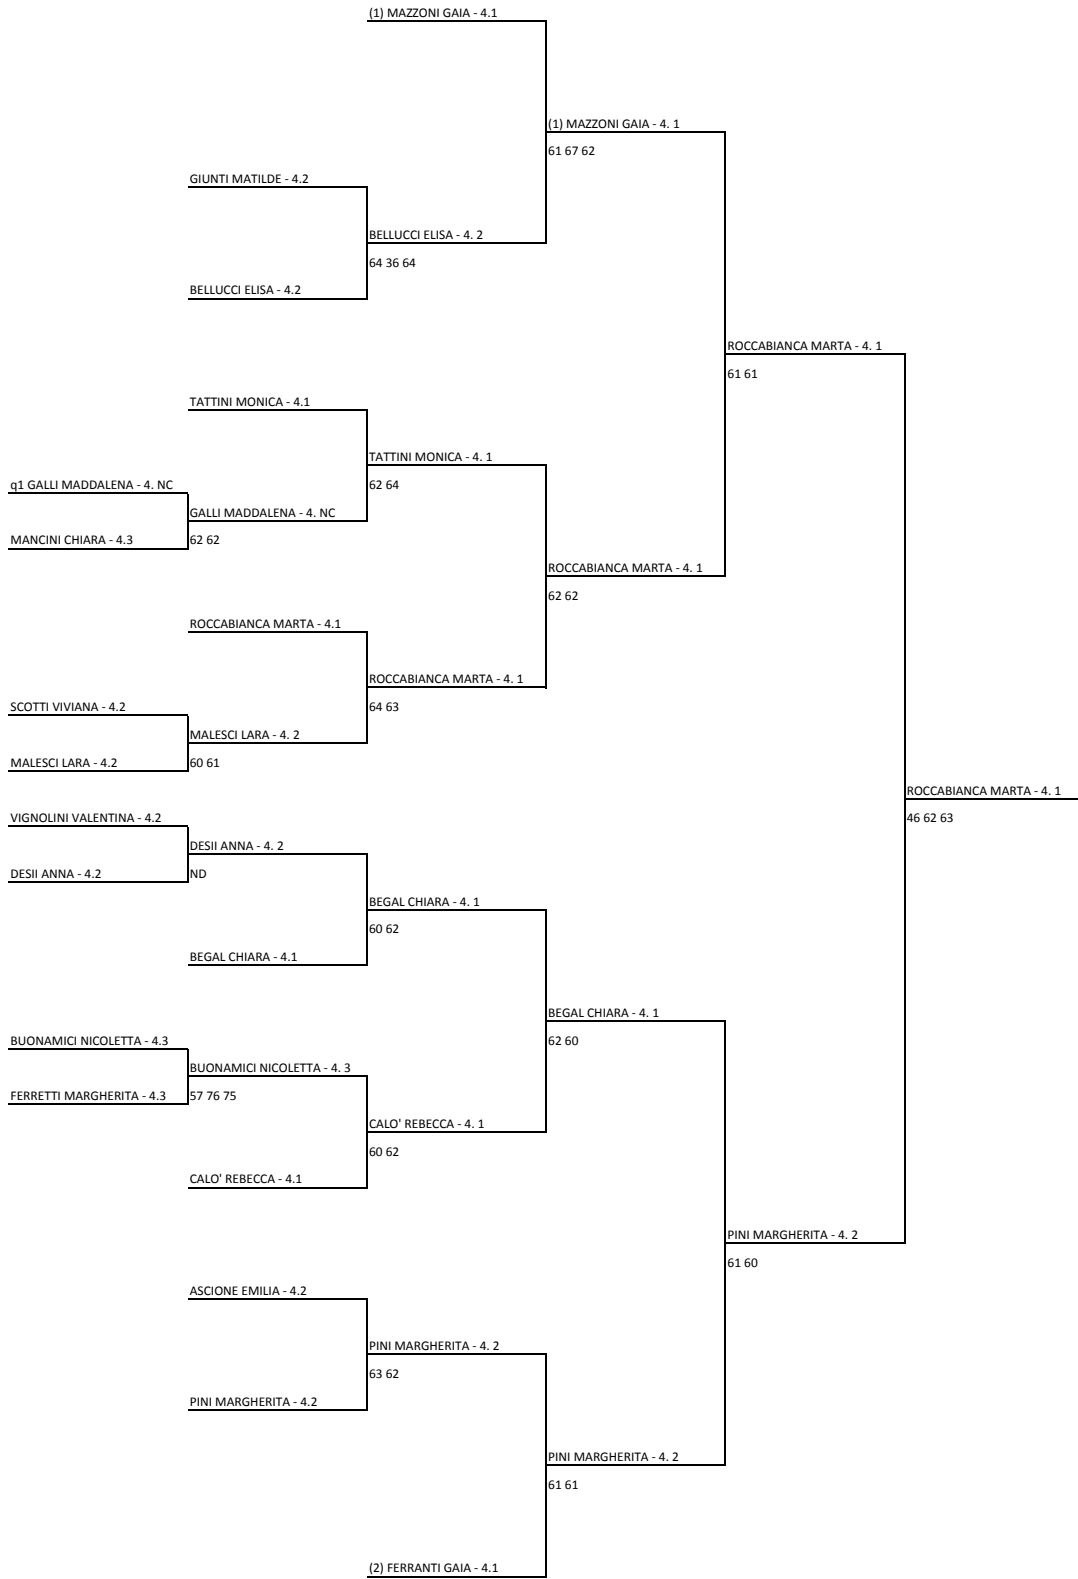 (1) MAZZONI GAIA - 4.1
(1) MAZZONI GAIA - 4. 1
61 67 62
GIUNTI MATILDE - 4.2
BELLUCCI ELISA - 4. 2
64 36 64
BELLUCCI ELISA - 4.2
ROCCABIANCA MARTA - 4. 1
61 61
TATTINI MONICA - 4.1
TATTINI MONICA - 4. 1
q1 GALLI MADDALENA - 4. NC
62 64
GALLI MADDALENA - 4. NC
MANCINI CHIARA - 4.3
62 62
ROCCABIANCA MARTA - 4. 1
62 62
ROCCABIANCA MARTA - 4.1
ROCCABIANCA MARTA - 4. 1
SCOTTI VIVIANA - 4.2
64 63
MALESCI LARA - 4. 2
MALESCI LARA - 4.2
60 61
ROCCABIANCA MARTA - 4. 1
VIGNOLINI VALENTINA - 4.2
46 62 63
DESII ANNA - 4. 2
DESII ANNA - 4.2
ND
BEGAL CHIARA - 4. 1
60 62
BEGAL CHIARA - 4.1
BEGAL CHIARA - 4. 1
BUONAMICI NICOLETTA - 4.3
62 60
BUONAMICI NICOLETTA - 4. 3
FERRETTI MARGHERITA - 4.3
57 76 75
CALO' REBECCA - 4. 1
60 62
CALO' REBECCA - 4.1
PINI MARGHERITA - 4. 2
61 60
ASCIONE EMILIA - 4.2
PINI MARGHERITA - 4. 2
63 62
PINI MARGHERITA - 4.2
PINI MARGHERITA - 4. 2
61 61
(2) FERRANTI GAIA - 4.1